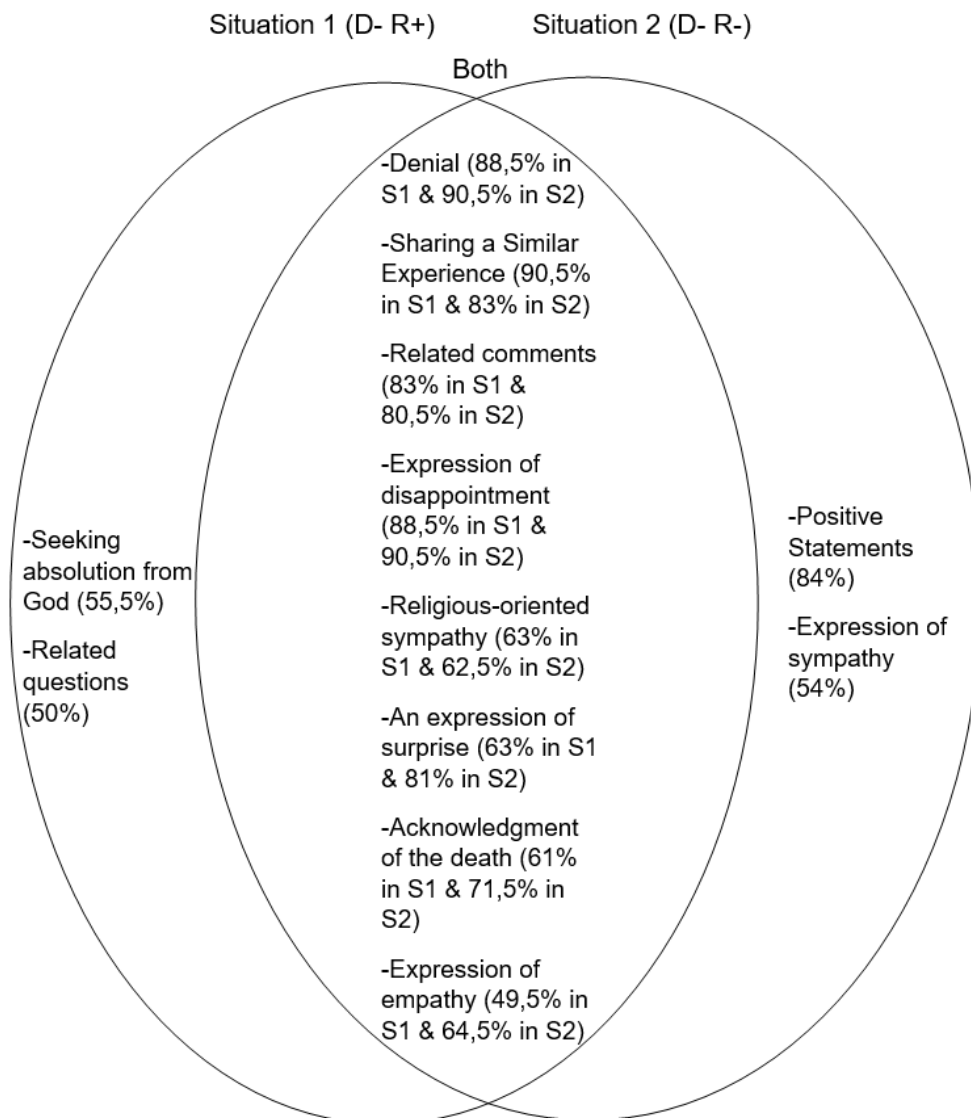 Situation 1 (D- R+)
Situation 2 (D- R-)
Both
-Denial (88,5% in
S1 & 90,5% in S2)
-Sharing a Similar
Experience (90,5%
in S1 & 83% in S2)
-Related comments
(83% in S1 &
80,5% in S2)
-Expression of
disappointment
(88,5% in S1 &
90,5% in S2)
-Religious-oriented
sympathy (63% in
S1 & 62,5% in S2)
-An expression of
surprise (63% in S1
& 81% in S2)
-Acknowledgment
of the death (61%
in S1 & 71,5% in
S2)
-Expression of
empathy (49,5% in
S1 & 64,5% in S2)
-Seeking
absolution from
God (55,5%)
-Related
questions
(50%)
-Positive
Statements
(84%)
-Expression of
sympathy
(54%)